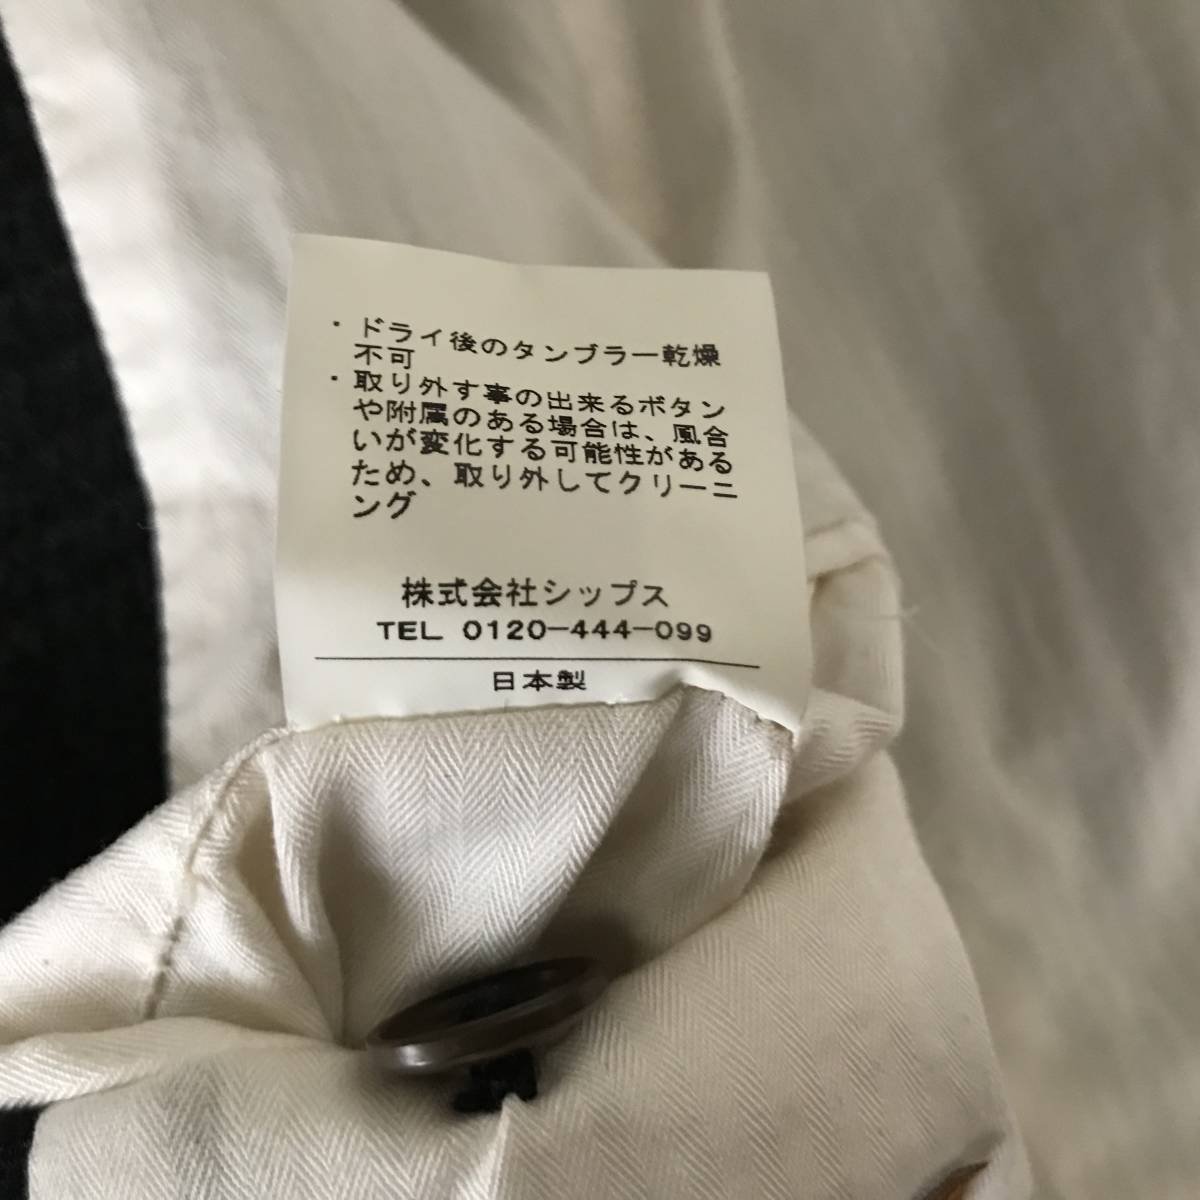 ・ドライ後のタンブラー乾燥
不可
・取り外す事の出来るボタン
や附属のある場合は、風合
いが変化する可能性がある
ため、取り外してクリーニ
ング
株式会社シップス
TEL 0120-444-099
日本製